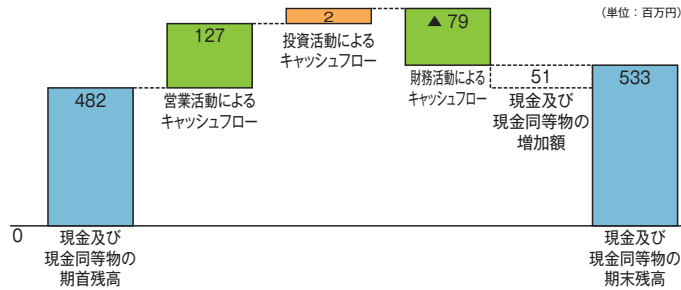 （単位：百万円）
482
127
営業活動による
キャッシュフロー
2
投資活動による
キャッシュフロー
▲ 79
財務活動による
キャッシュフロー
51
現金及び
現金同等物の
増加額
533
0
現金及び
現金同等物の
期首残高
現金及び
現金同等物の
期末残高